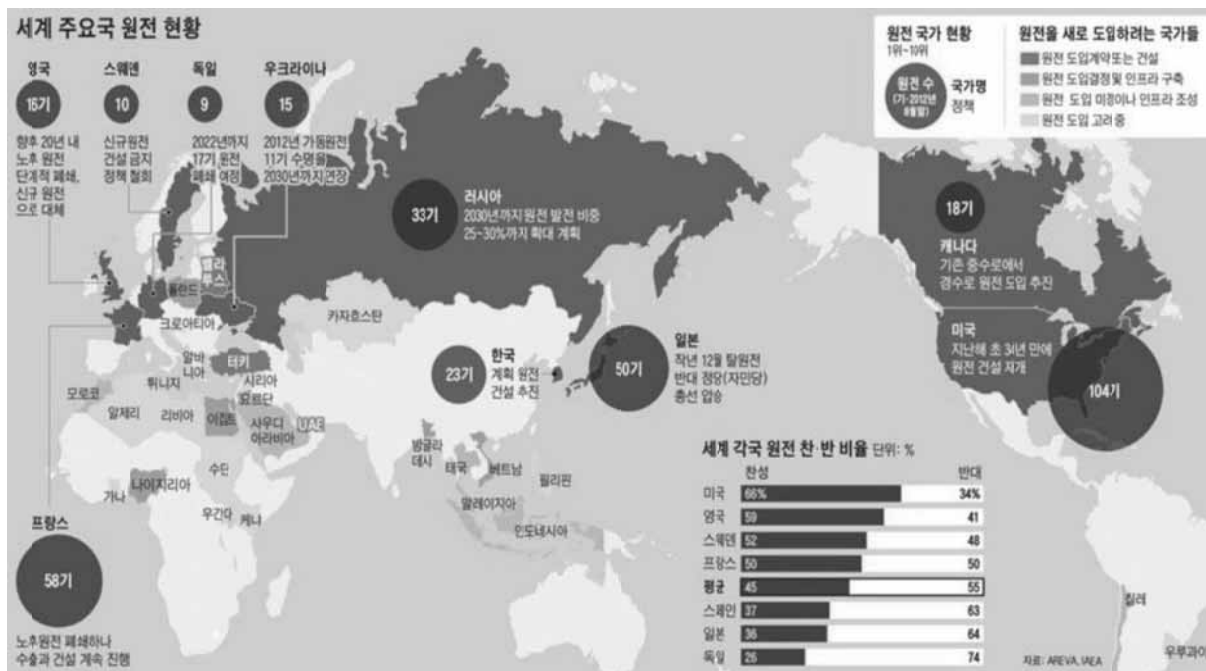 세계 주요국 원전 현황
영국
16기
향후 20년 내
노후 원전
단계적 폐쇄,
신규 원전
으로 대체
스웨덴
10
신규원전
건설 금지
정책 철회
독일
9
2022년까지
17기 원전
폐쇄 예정
우크라이나
15
2012년 가동원전
11기 수명을
2030년까지 연장
원전 국가 현황
1위~10위
원전 수
(기·2012년
8월말)
국가명
정책
원전을 새로 도입하려는 국가들
원전 도입계약 또는 건설
원전 도입결정 및 인프라 구축
원전 도입 미정이나 인프라 조성
원전 도입 고려 중
33기
러시아
2030년까지 원전 발전 비중
25~30%까지 확대 계획
18기
캐나다
기존 중수로에서
경수로 원전 도입 추진
미국
지난해 초 34년 만에
원전 건설 재개
104기
벨라
루스
폴란드
크로아티아
카자흐스탄
알바
니아
터키
시리아
요르단
모로코
튀니지
알제리
리비아
이집트
사우디
아라비아
UAE
수단
가나
나이지리아
우간다
케냐
23기
한국
계획 원전
건설 추진
50기
일본
작년 12월 탈원전
반대 정당(자민당)
총선 압승
방글라
데시
태국
베트남
필리핀
말레이지아
인도네시아
프랑스
58기
노후원전 폐쇄하나
수출과 건설 계속 진행
세계 각국 원전 찬·반 비율 단위: %
찬성 반대
미국 66% 34%
영국 59 41
스웨덴 52 48
프랑스 50 50
평균 45 55
스페인 37 63
일본 36 64
독일 26 74
칠레
우루과이
자료: AREVA, IAEA